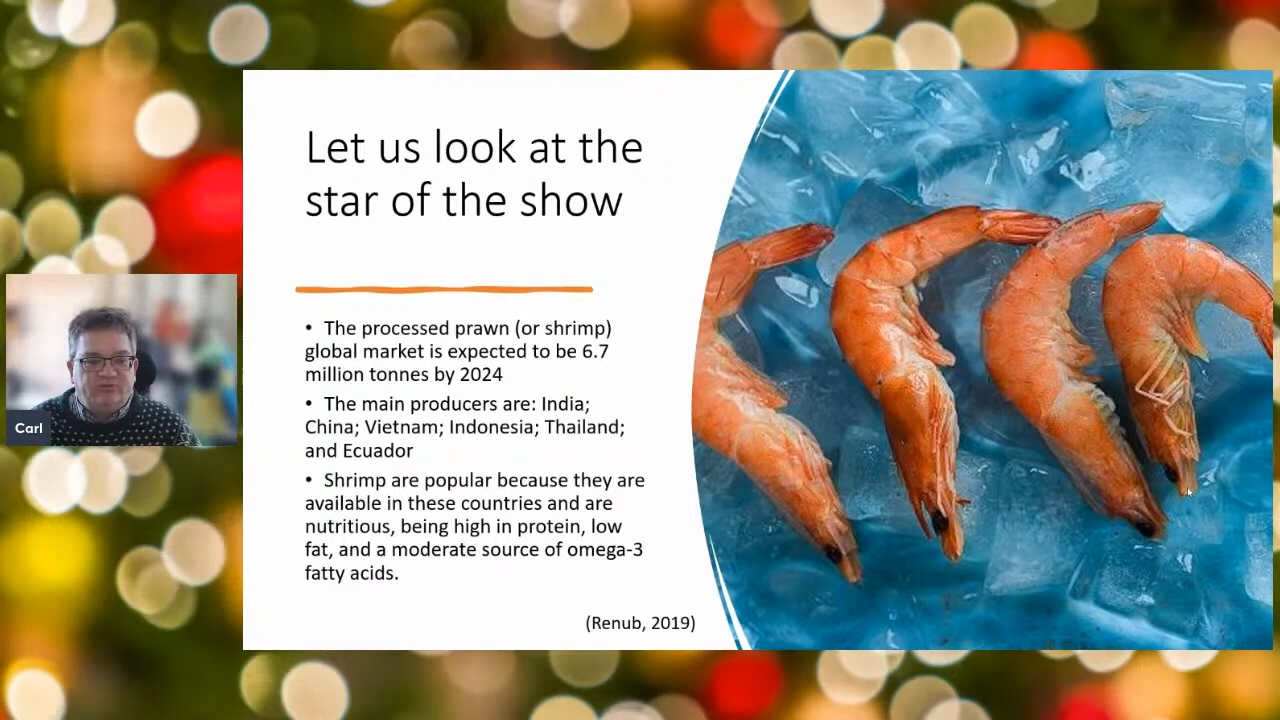 Let us look at the
star of the show
• The processed prawn (or shrimp)
global market is expected to be 6.7
million tonnes by 2024
• The main producers are: India;
China; Vietnam; Indonesia; Thailand;
and Ecuador
• Shrimp are popular because they are
available in these countries and are
nutritious, being high in protein, low
fat, and a moderate source of omega-3
fatty acids.
(Renub, 2019)
Carl